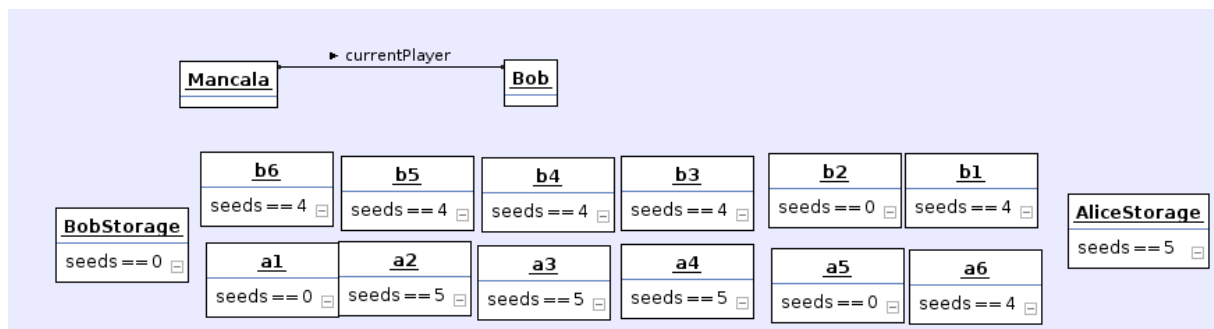 ► currentPlayer
Mancala
Bob
b6
b5
b4
b3
b2
b1
seeds==4
seeds==4
seeds==4
seeds==4
seeds==0
seeds==4
BobStorage
seeds==0
AliceStorage
seeds==5
a1
a2
a3
a4
a5
a6
seeds==0
seeds==5
seeds==5
seeds==5
seeds==0
seeds==4